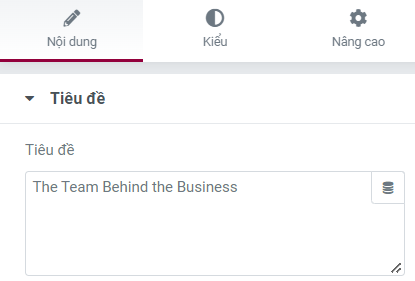 Nội dung
Kiểu
Nâng cao
Tiêu đề
Tiêu đề
The Team Behind the Business